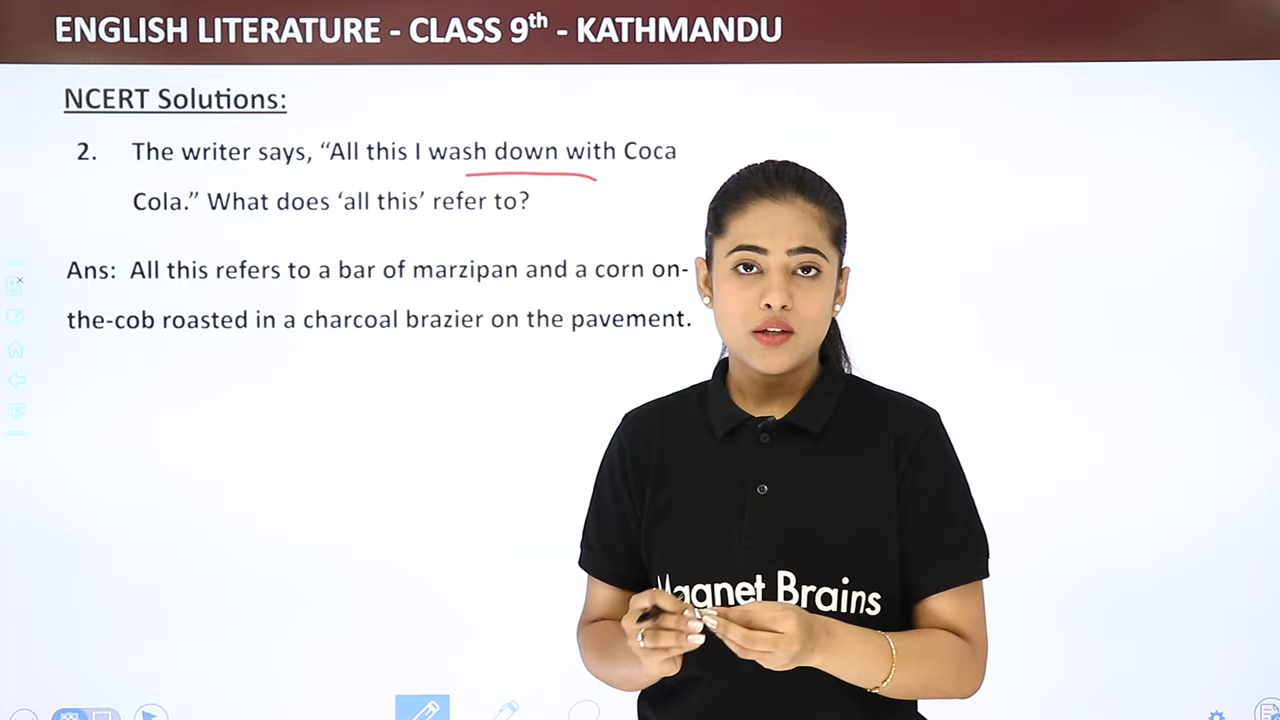 ENGLISH LITERATURE - CLASS 9th - KATHMANDU
NCERT Solutions:
2. The writer says, “All this I wash down with Coca
Cola.” What does ‘all this’ refer to?
Ans: All this refers to a bar of marzipan and a corn on-
the-cob roasted in a charcoal brazier on the pavement.
Magnet Brains